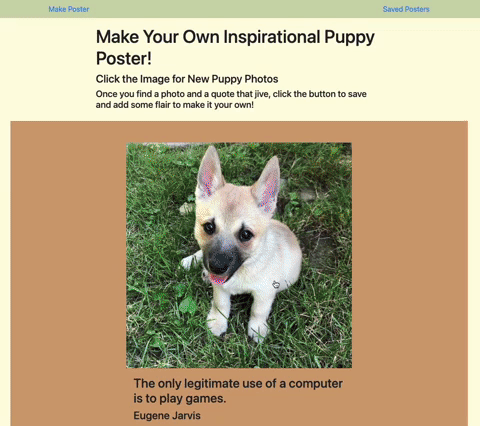 Make Poster
Saved Posters
Make Your Own Inspirational Puppy
Poster!
Click the Image for New Puppy Photos
Once you find a photo and a quote that jive, click the button to save
and add some flair to make it your own!
The only legitimate use of a computer
is to play games.
Eugene Jarvis